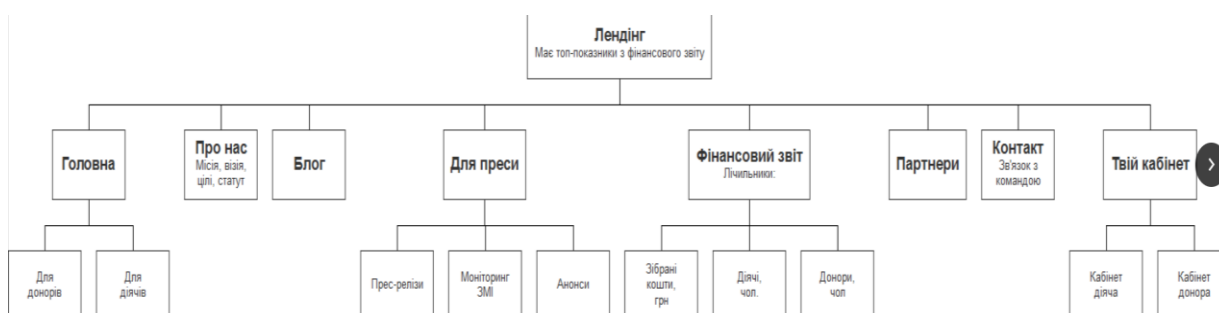 Лендінг
Має топ-показники з фінансового звіту
Головна
Про нас
Місія, візія,
цілі, статут
Блог
Для преси
Фінансовий звіт
Лічильники:
Партнери
Контакт
Зв'язок з
командою
Твій кабінет
Для
донорів
Для
діячів
Прес-релізи
Моніторинг
ЗМІ
Анонси
Зібрані
кошти,
грн
Діячі,
чол.
Донори,
чол
Кабінет
діяча
Кабінет
донора